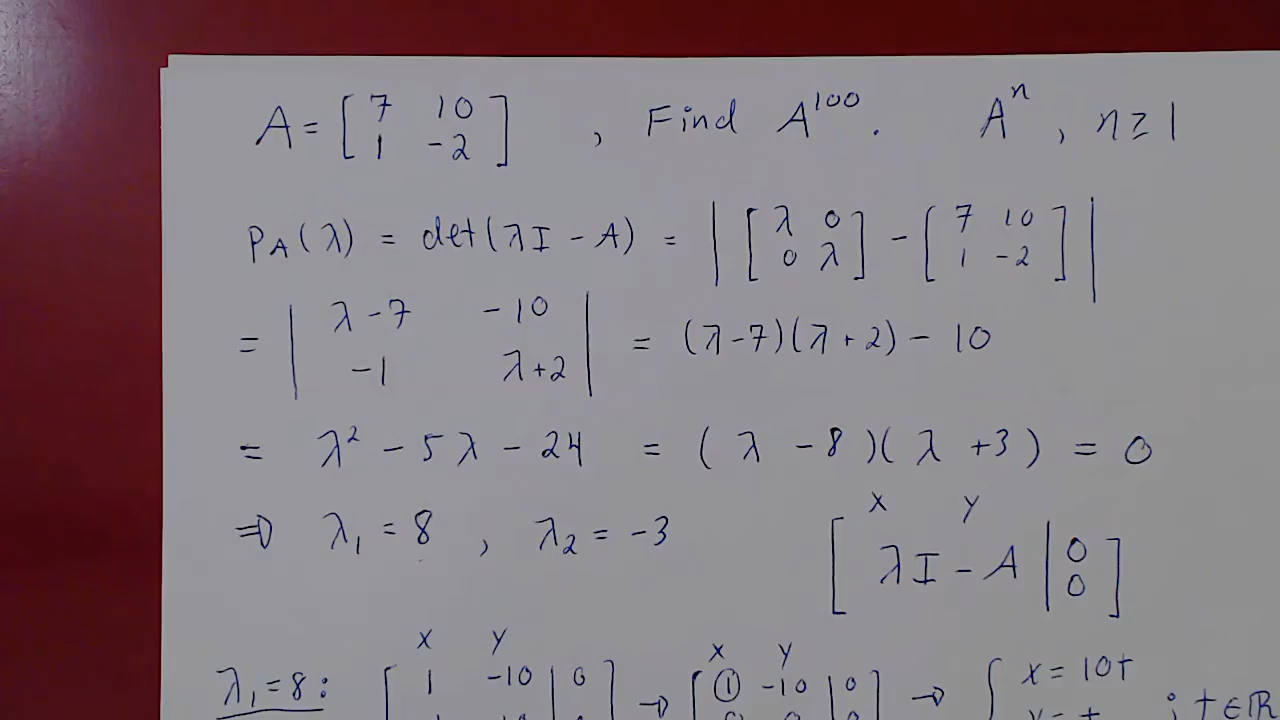 A = [ 7 10 ; 1 -2 ] , Find A^100 . A^n , n ≥ 1
P_A(λ) = det(λI - A) = | [ λ 0 ; 0 λ ] - [ 7 10 ; 1 -2 ] |
= | λ-7 -10 ; -1 λ+2 | = (λ-7)(λ+2) - 10
= λ² - 5λ - 24 = ( λ - 8 )( λ + 3 ) = 0
⇒ λ₁ = 8 , λ₂ = -3
x y
[ λI - A | 0 ; 0 ]
x y x y
λ₁=8: [ 1 -10 | 0 → [ 1 -10 | 0 ] → { x = 10t
y = t ; t ∈ ℝ